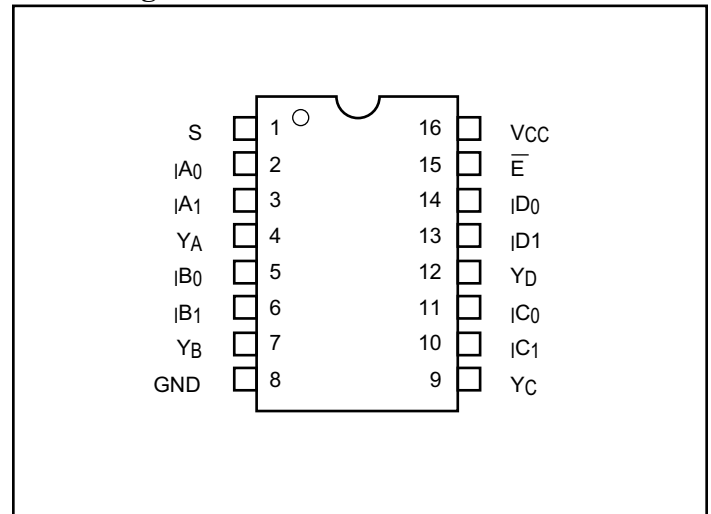 S 1 16 VCC
IA0 2 15 E̅
IA1 3 14 ID0
YA 4 13 ID1
IB0 5 12 YD
IB1 6 11 IC0
YB 7 10 IC1
GND 8 9 YC